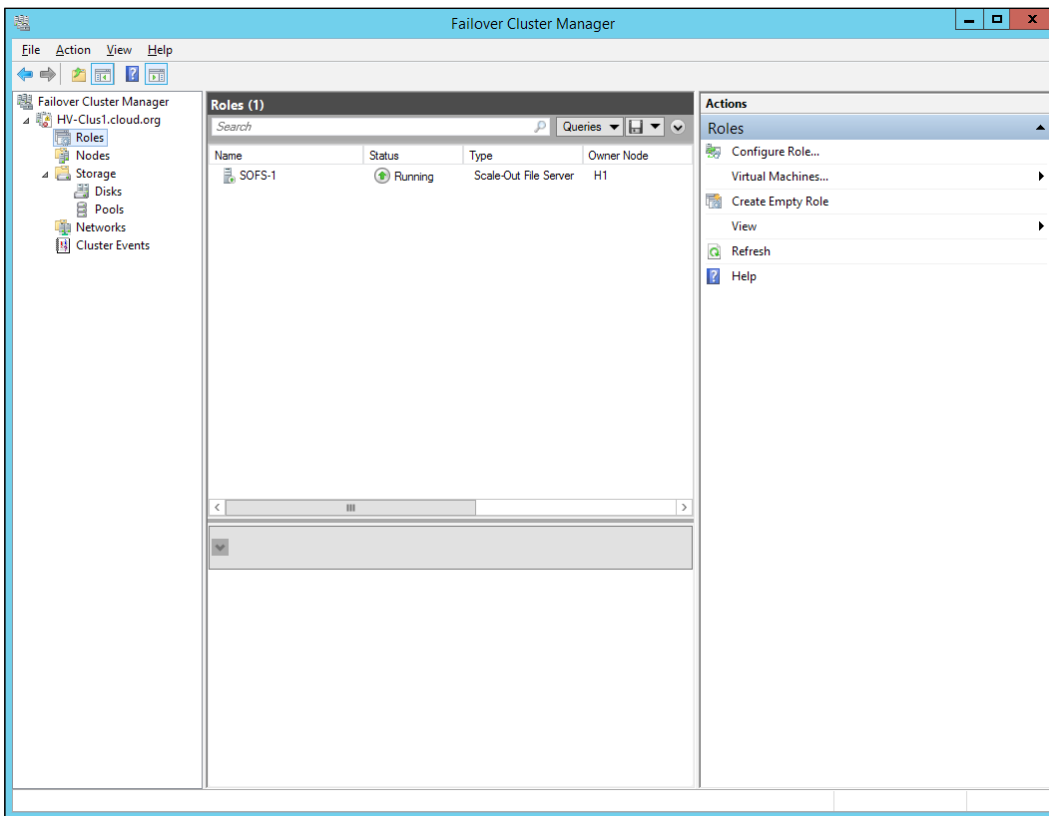 Failover Cluster Manager
File Action View Help
Failover Cluster Manager
HV-Clus1.cloud.org
Roles
Nodes
Storage
Disks
Pools
Networks
Cluster Events
Roles (1)
Search Queries
Name Status Type Owner Node
SOFS-1 Running Scale-Out File Server H1
Actions
Roles
Configure Role...
Virtual Machines...
Create Empty Role
View
Refresh
Help